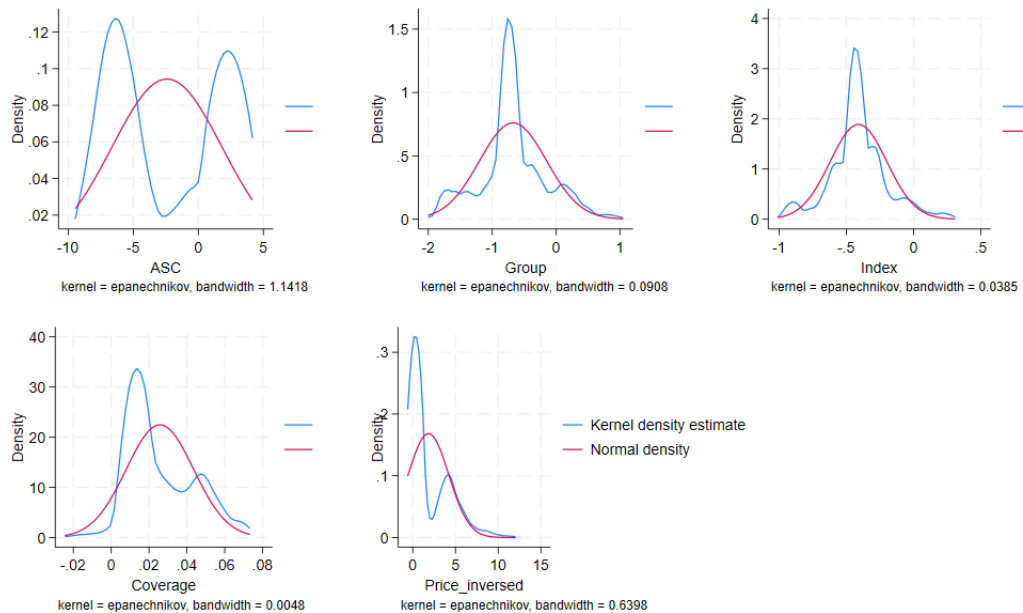 Density
.12
.1
.08
.06
.04
.02
-10 -5 0 5
ASC
kernel = epanechnikov, bandwidth = 1.1418
Density
1.5
1
.5
0
-2 -1 0 1
Group
kernel = epanechnikov, bandwidth = 0.0908
Density
4
3
2
1
0
-1 -.5 0 .5
Index
kernel = epanechnikov, bandwidth = 0.0385
Density
40
30
20
10
0
-.02 0 .02 .04 .06 .08
Coverage
kernel = epanechnikov, bandwidth = 0.0048
Density
.3
.2
.1
0
0 5 10 15
Price_inversed
kernel = epanechnikov, bandwidth = 0.6398
Kernel density estimate
Normal density